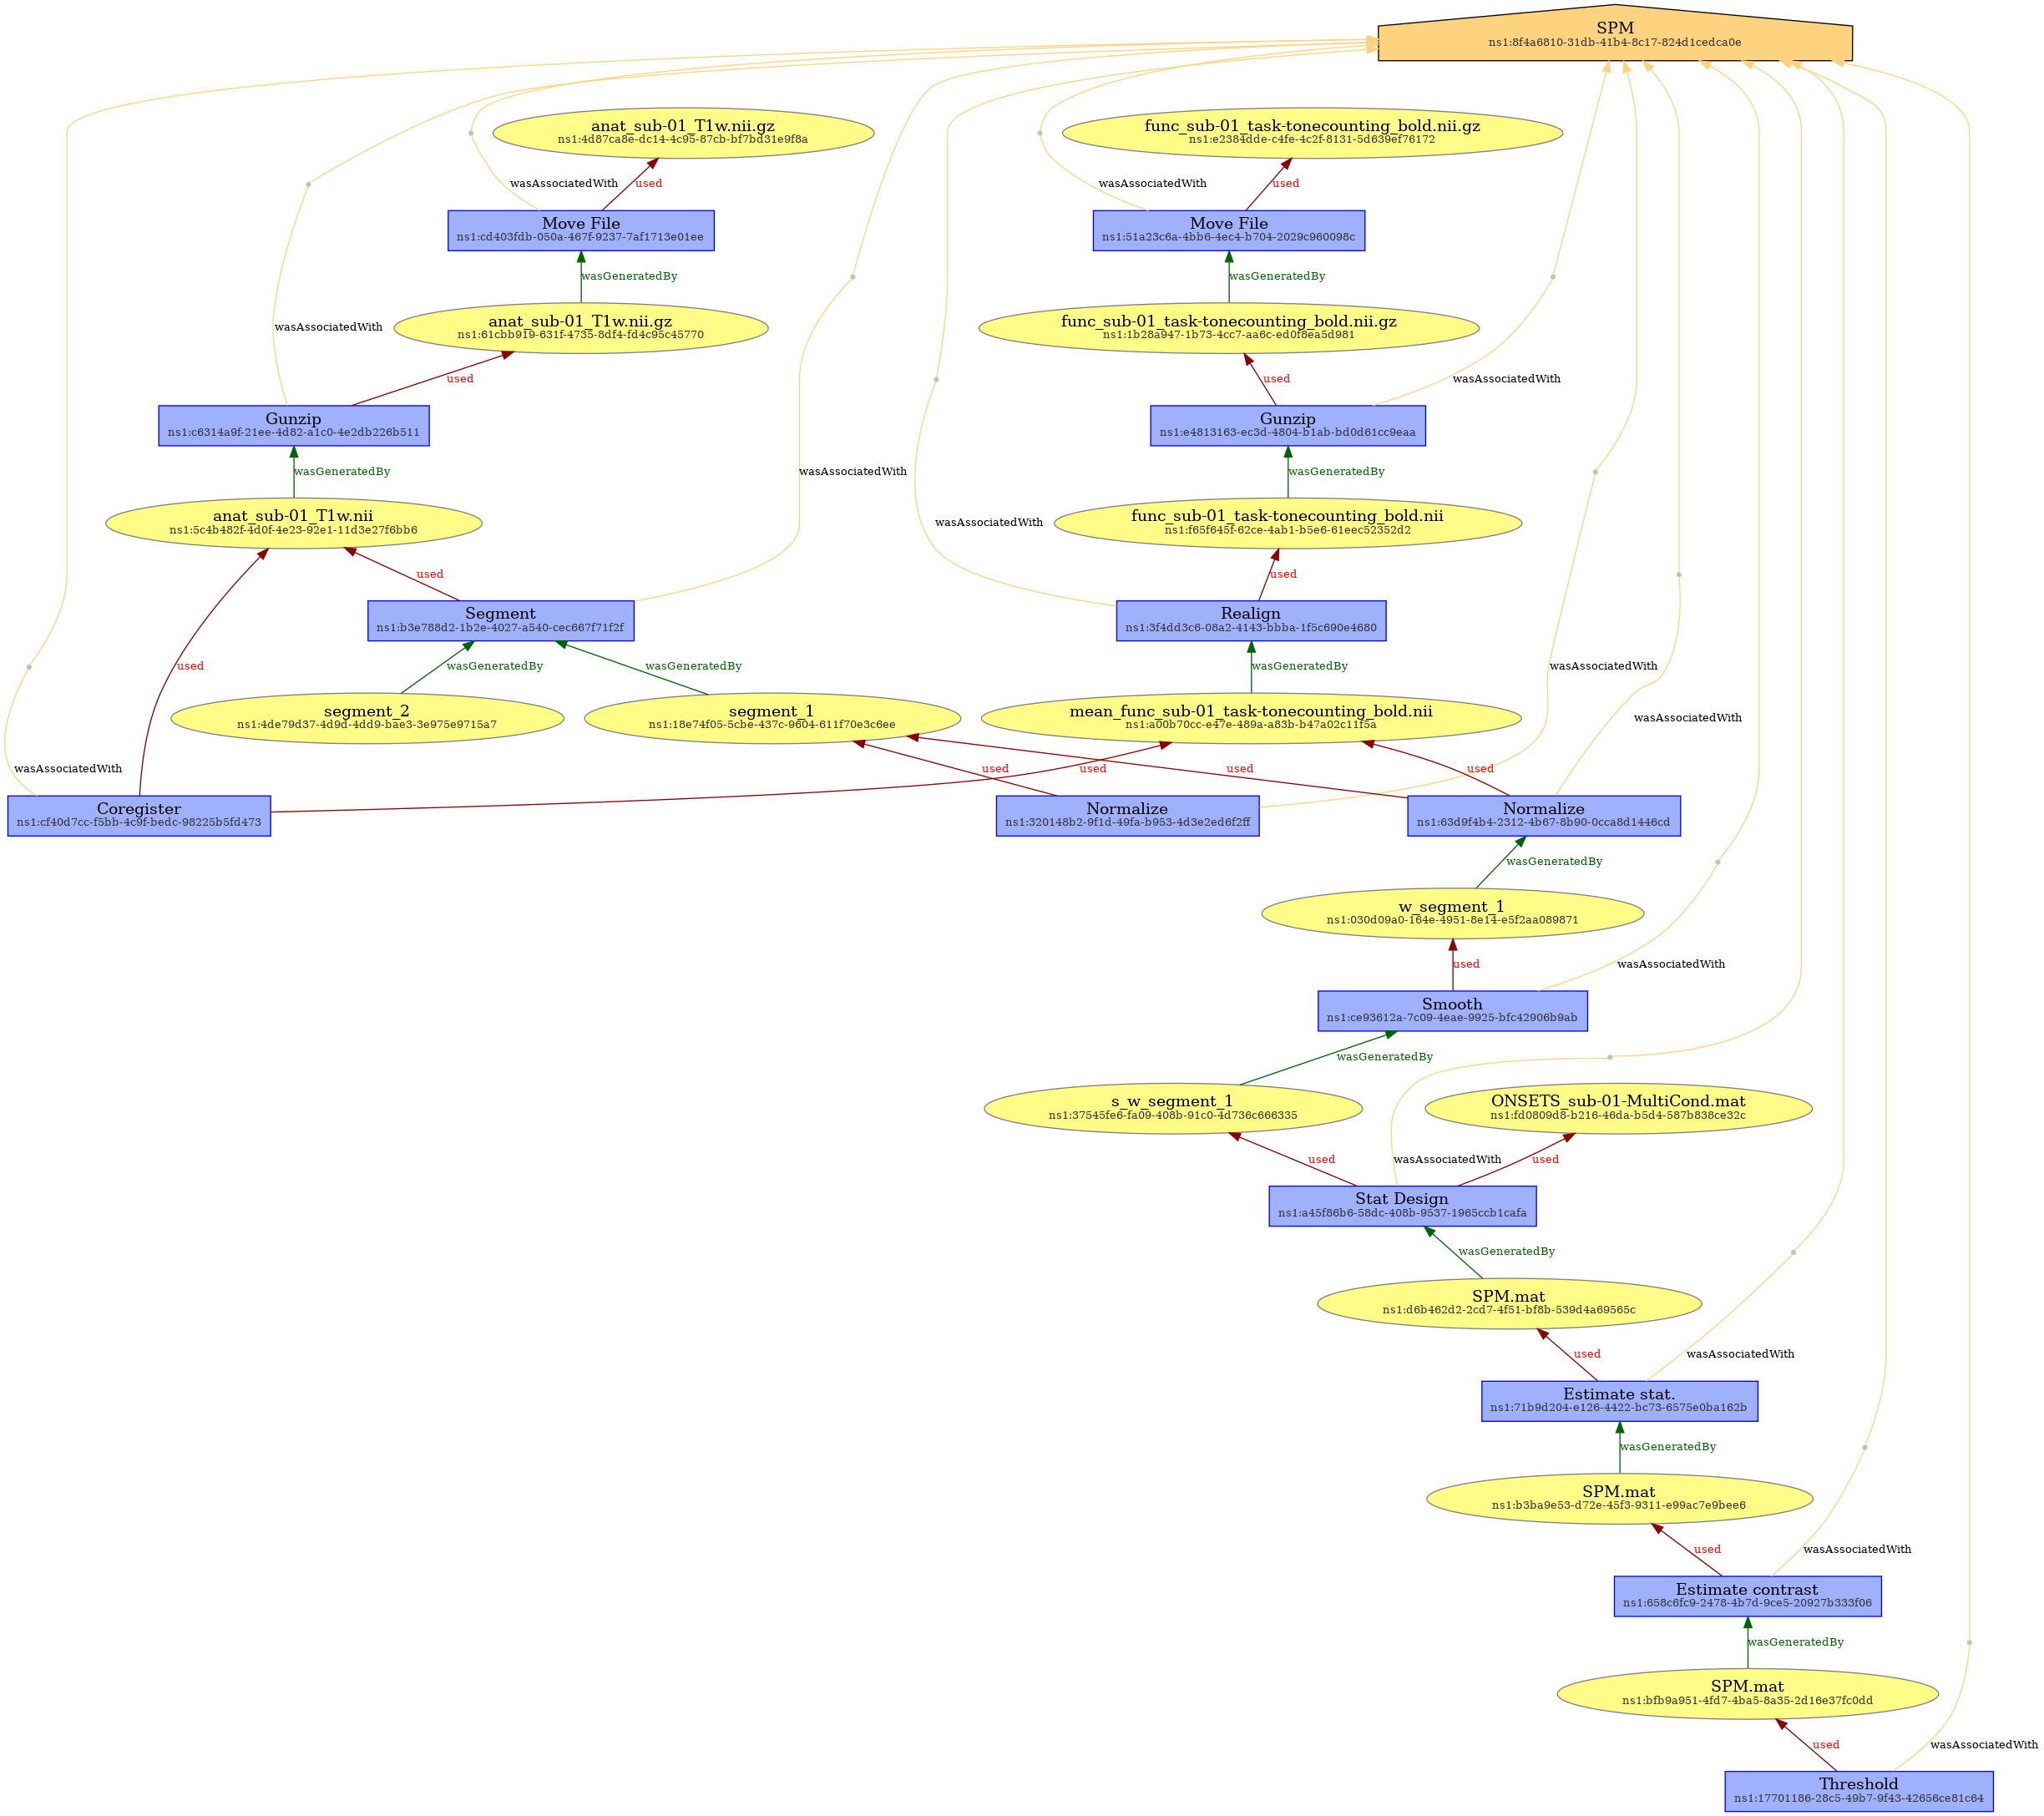 SPM
ns1:8f4a6810-31db-41b4-8c17-824d1cedca0e
anat_sub-01_T1w.nii.gz
ns1:4d87ca8e-dc14-4c95-87cb-bf7bd31e9f8a
func_sub-01_task-tonecounting_bold.nii.gz
ns1:e2384dde-c4fe-4c2f-8131-5d639ef76172
wasAssociatedWith
used
wasAssociatedWith
used
Move File
ns1:cd403fdb-050a-467f-9237-7af1713e01ee
Move File
ns1:51a23c6a-4bb6-4ec4-b704-2029c960098c
wasGeneratedBy
wasGeneratedBy
wasAssociatedWith
anat_sub-01_T1w.nii.gz
ns1:61cbb919-631f-4735-8df4-fd4c95c45770
func_sub-01_task-tonecounting_bold.nii.gz
ns1:1b28a947-1b73-4cc7-aa6c-ed0f8ea5d981
used
used
wasAssociatedWith
Gunzip
ns1:c6314a9f-21ee-4d82-a1c0-4e2db226b511
Gunzip
ns1:e4813163-ec3d-4804-b1ab-bd0d61cc9eaa
wasGeneratedBy
wasAssociatedWith
wasGeneratedBy
anat_sub-01_T1w.nii
ns1:5c4b482f-4d0f-4e23-92e1-11d3e27f6bb6
wasAssociatedWith
func_sub-01_task-tonecounting_bold.nii
ns1:f65f645f-62ce-4ab1-b5e6-61eec52352d2
used
used
Segment
ns1:b3e788d2-1b2e-4027-a540-cec667f71f2f
Realign
ns1:3f4dd3c6-08a2-4143-bbba-1f5c690e4680
used
wasGeneratedBy
wasGeneratedBy
wasGeneratedBy
wasAssociatedWith
segment_2
ns1:4de79d37-4d9d-4dd9-bae3-3e975e9715a7
segment_1
ns1:18e74f05-5cbe-437c-9604-611f70e3c6ee
mean_func_sub-01_task-tonecounting_bold.nii
ns1:a00b70cc-e47e-489a-a83b-b47a02c11f5a
wasAssociatedWith
wasAssociatedWith
used
used
used
used
Coregister
ns1:cf40d7cc-f5bb-4c9f-bedc-98225b5fd473
Normalize
ns1:320148b2-9f1d-49fa-b953-4d3e2ed6f2ff
Normalize
ns1:63d9f4b4-2312-4b67-8b90-0cca8d1446cd
wasGeneratedBy
w_segment_1
ns1:030d09a0-164e-4951-8e14-e5f2aa089871
used
wasAssociatedWith
Smooth
ns1:ce93612a-7c09-4eae-9925-bfc42906b9ab
wasGeneratedBy
s_w_segment_1
ns1:37545fe6-fa09-408b-91c0-4d736c666335
ONSETS_sub-01-MultiCond.mat
ns1:fd0809d8-b216-46da-b5d4-587b838ce32c
used
wasAssociatedWith
used
Stat Design
ns1:a45f86b6-58dc-408b-9537-1965ccb1cafa
wasGeneratedBy
SPM.mat
ns1:d6b462d2-2cd7-4f51-bf8b-539d4a69565c
used
wasAssociatedWith
Estimate stat.
ns1:71b9d204-e126-4422-bc73-6575e0ba162b
wasGeneratedBy
SPM.mat
ns1:b3ba9e53-d72e-45f3-9311-e99ac7e9bee6
used
wasAssociatedWith
Estimate contrast
ns1:658c6fc9-2478-4b7d-9ce5-20927b333f06
wasGeneratedBy
SPM.mat
ns1:bfb9a951-4fd7-4ba5-8a35-2d16e37fc0dd
used
wasAssociatedWith
Threshold
ns1:17701186-28c5-49b7-9f43-42656ce81c64